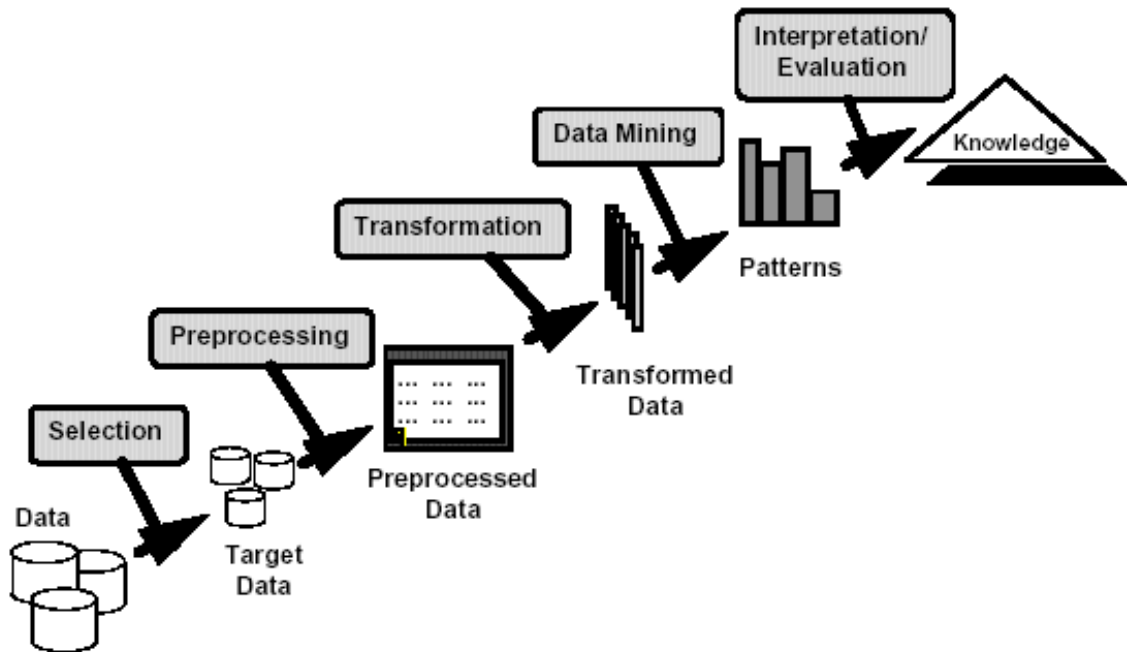 Interpretation/
Evaluation
Knowledge
Data Mining
Patterns
Transformation
Transformed
Data
Preprocessing
... ... ...
... ... ...
... ... ...
Preprocessed
Data
Selection
Target
Data
Data